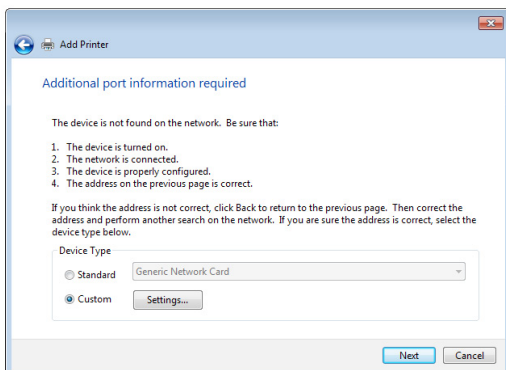 Add Printer
Additional port information required
The device is not found on the network.  Be sure that:
1.  The device is turned on.
2.  The network is connected.
3.  The device is properly configured.
4.  The address on the previous page is correct.
If you think the address is not correct, click Back to return to the previous page.  Then correct the
address and perform another search on the network.  If you are sure the address is correct, select the
device type below.
Device Type
Standard
Generic Network Card
Custom
Settings...
Next
Cancel